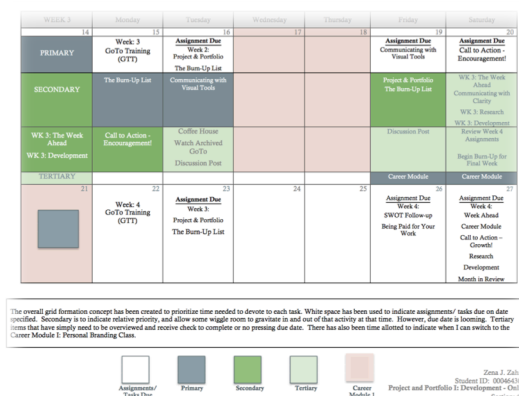 WEEK 3 Monday Tuesday Wednesday Thursday Friday Saturday
14 15 16 17 18 19 20
PRIMARY
Week: 3
GoTo Training
(GTT)
Assignment Due
Week 2:
Project & Portfolio
The Burn-Up List
Assignment Due
Communicating with
Visual Tools
Assignment Due
Call to Action -
Encouragement!
SECONDARY
The Burn-Up List
Communicating with
Visual Tools
Project & Portfolio
The Burn-Up List
WK 3: The Week
Ahead
Communicating with
Clarity
WK 3: Research
WK 3: Development
WK 3: The Week
Ahead
WK 3: Development
Call to Action -
Encouragement!
Coffee House
Watch Archived
GoTo
Discussion Post
Discussion Post
Review Week 4
Assignments
Begin Burn-Up for
Final Week
TERTIARY
Career Module
Career Module
21 22 23 24 25 26 27
Week: 4
GoTo Training
(GTT)
Assignment Due
Week 3:
Project & Portfolio
The Burn-Up List
Assignment Due
Week 4:
SWOT Follow-up
Being Paid for Your
Work
Assignment Due
Week 4:
Week Ahead
Career Module
Call to Action –
Growth!
Research
Development
Month in Review
The overall grid formation concept has been created to prioritize time needed to devote to each task. White space has been used to indicate assignments/ tasks due on date
specified. Secondary is to indicate relative priority, and allow some wiggle room to gravitate in and out of that activity at that time. However, due date is looming. Tertiary
items that have simply need to be overviewed and receive check to complete or no pressing due date. There has also been time allotted to indicate when I can switch to the
Career Module I: Personal Branding Class.
Assignments/
Tasks Due
Primary
Secondary
Tertiary
Career
Module 1
Zena J. Zah
Student ID: 0004643
Project and Portfolio I: Development - Onl